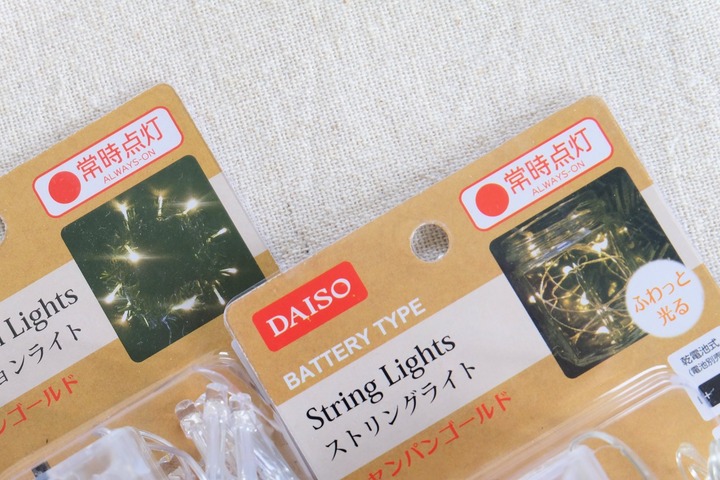 常時点灯
ALWAYS-ON
Lights
ョンライト
ンゴールド
常時点灯
ALWAYS-ON
DAISO
BATTERY TYPE
String Lights
ストリングライト
ャンパンゴールド
ふわっと
光る
乾電池式